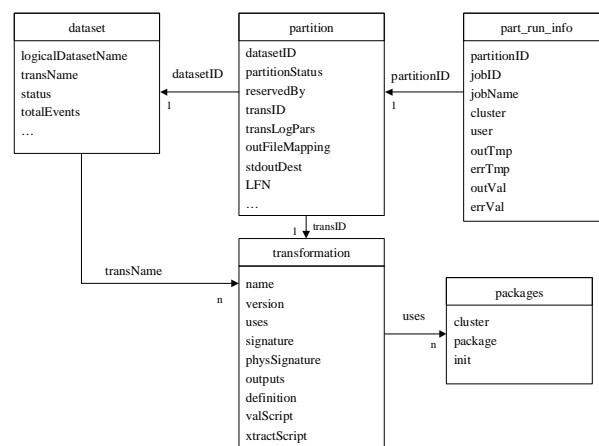 dataset
logicalDatasetName
transName
status
totalEvents
…
datasetID
1
partition
datasetID
partitionStatus
reservedBy
transID
transLogPars
outFileMapping
stdoutDest
LFN
…
partitionID
1
part_run_info
partitionID
jobID
jobName
cluster
user
outTmp
errTmp
outVal
errVal
1
transID
transName
n
transformation
name
version
uses
signature
physSignature
outputs
definition
valScript
xtractScript
uses
n
packages
cluster
package
init